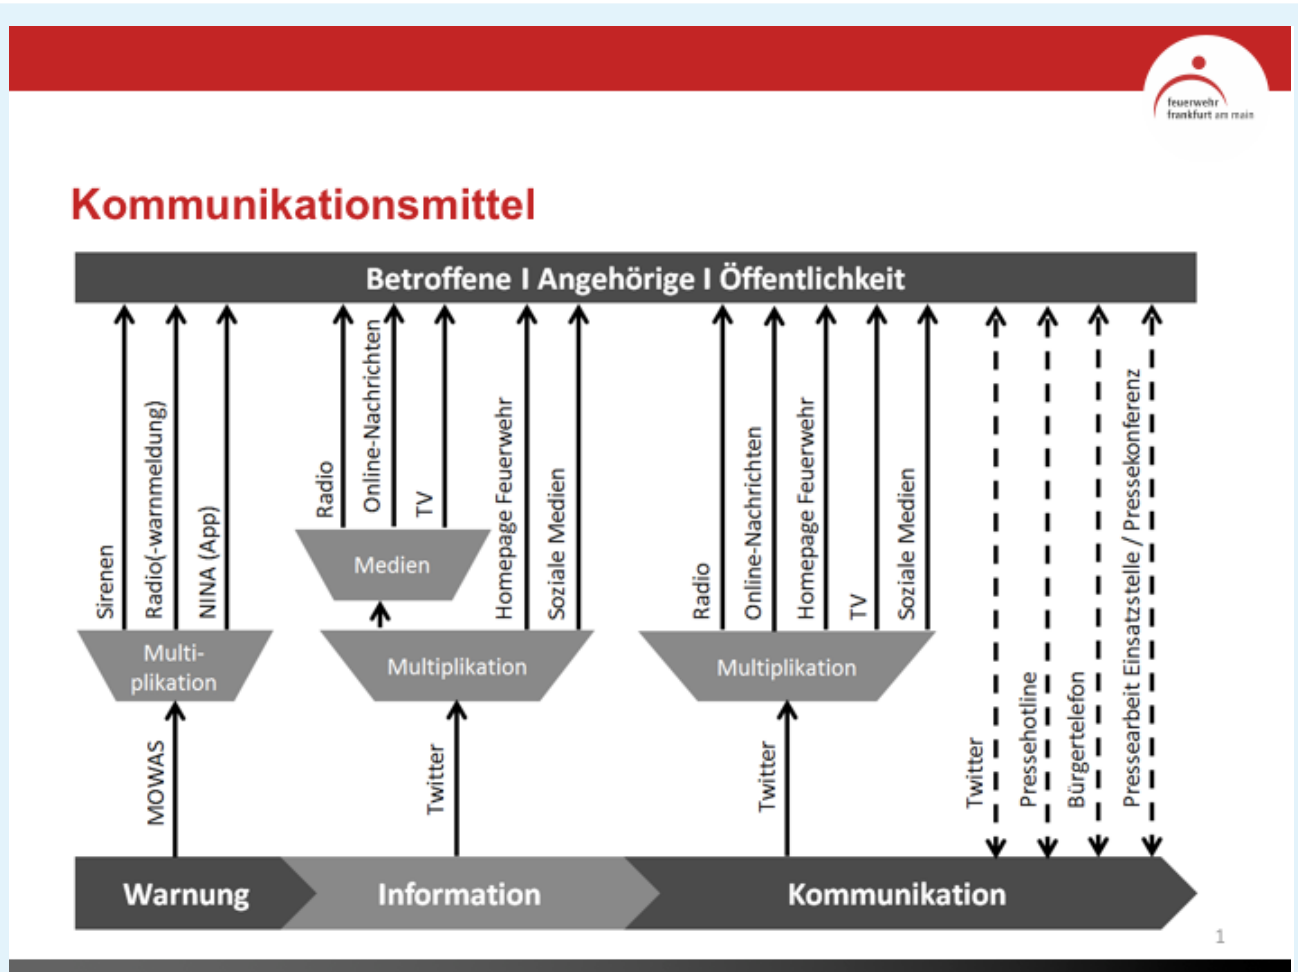 feuerwehr
frankfurt am main
Kommunikationsmittel
Betroffene I Angehörige I Öffentlichkeit
Sirenen
Radio(-warnmeldung)
NINA (App)
Radio
Online-Nachrichten
TV
Homepage Feuerwehr
Soziale Medien
Radio
Online-Nachrichten
Homepage Feuerwehr
TV
Soziale Medien
Twitter
Pressehotline
Bürgertelefon
Pressearbeit Einsatzstelle / Pressekonferenz
Medien
Multi-
plikation
Multiplikation
Multiplikation
MOWAS
Twitter
Twitter
Warnung
Information
Kommunikation
1